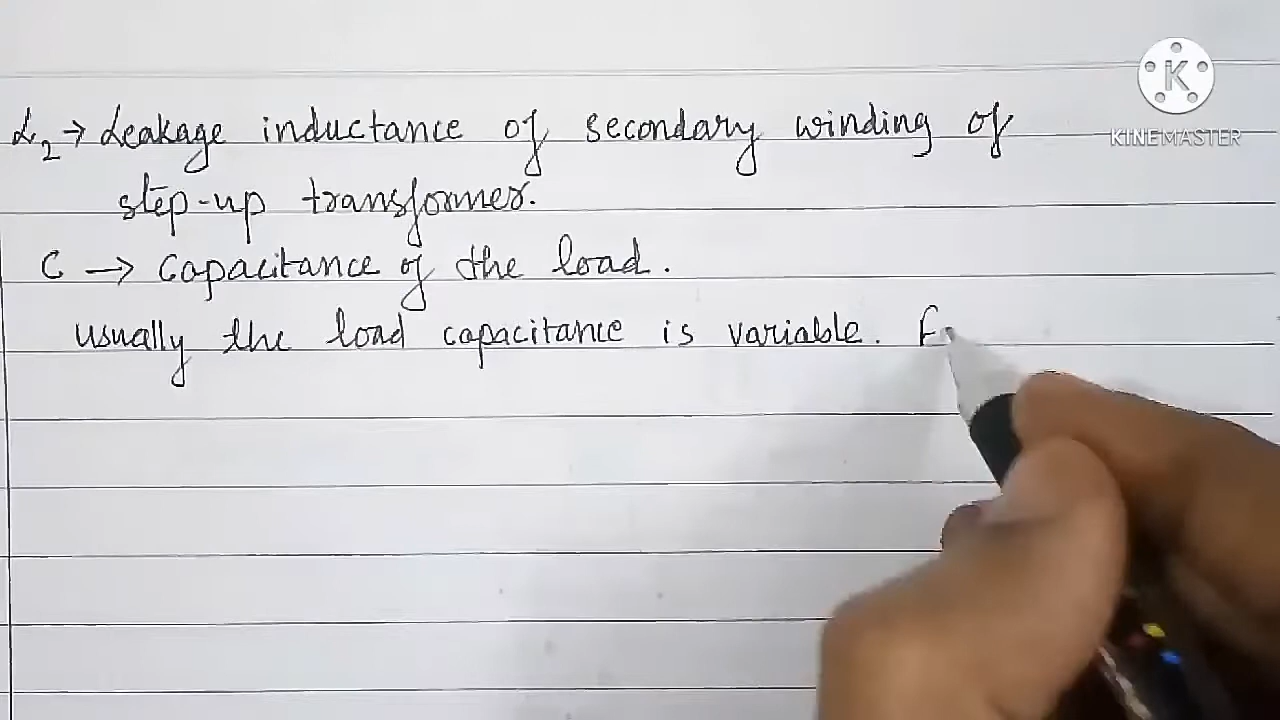 L₂ → Leakage inductance of secondary winding of
step-up transformer.
C → Capacitance of the load.
usually the load capacitance is variable.
K
KINEMASTER